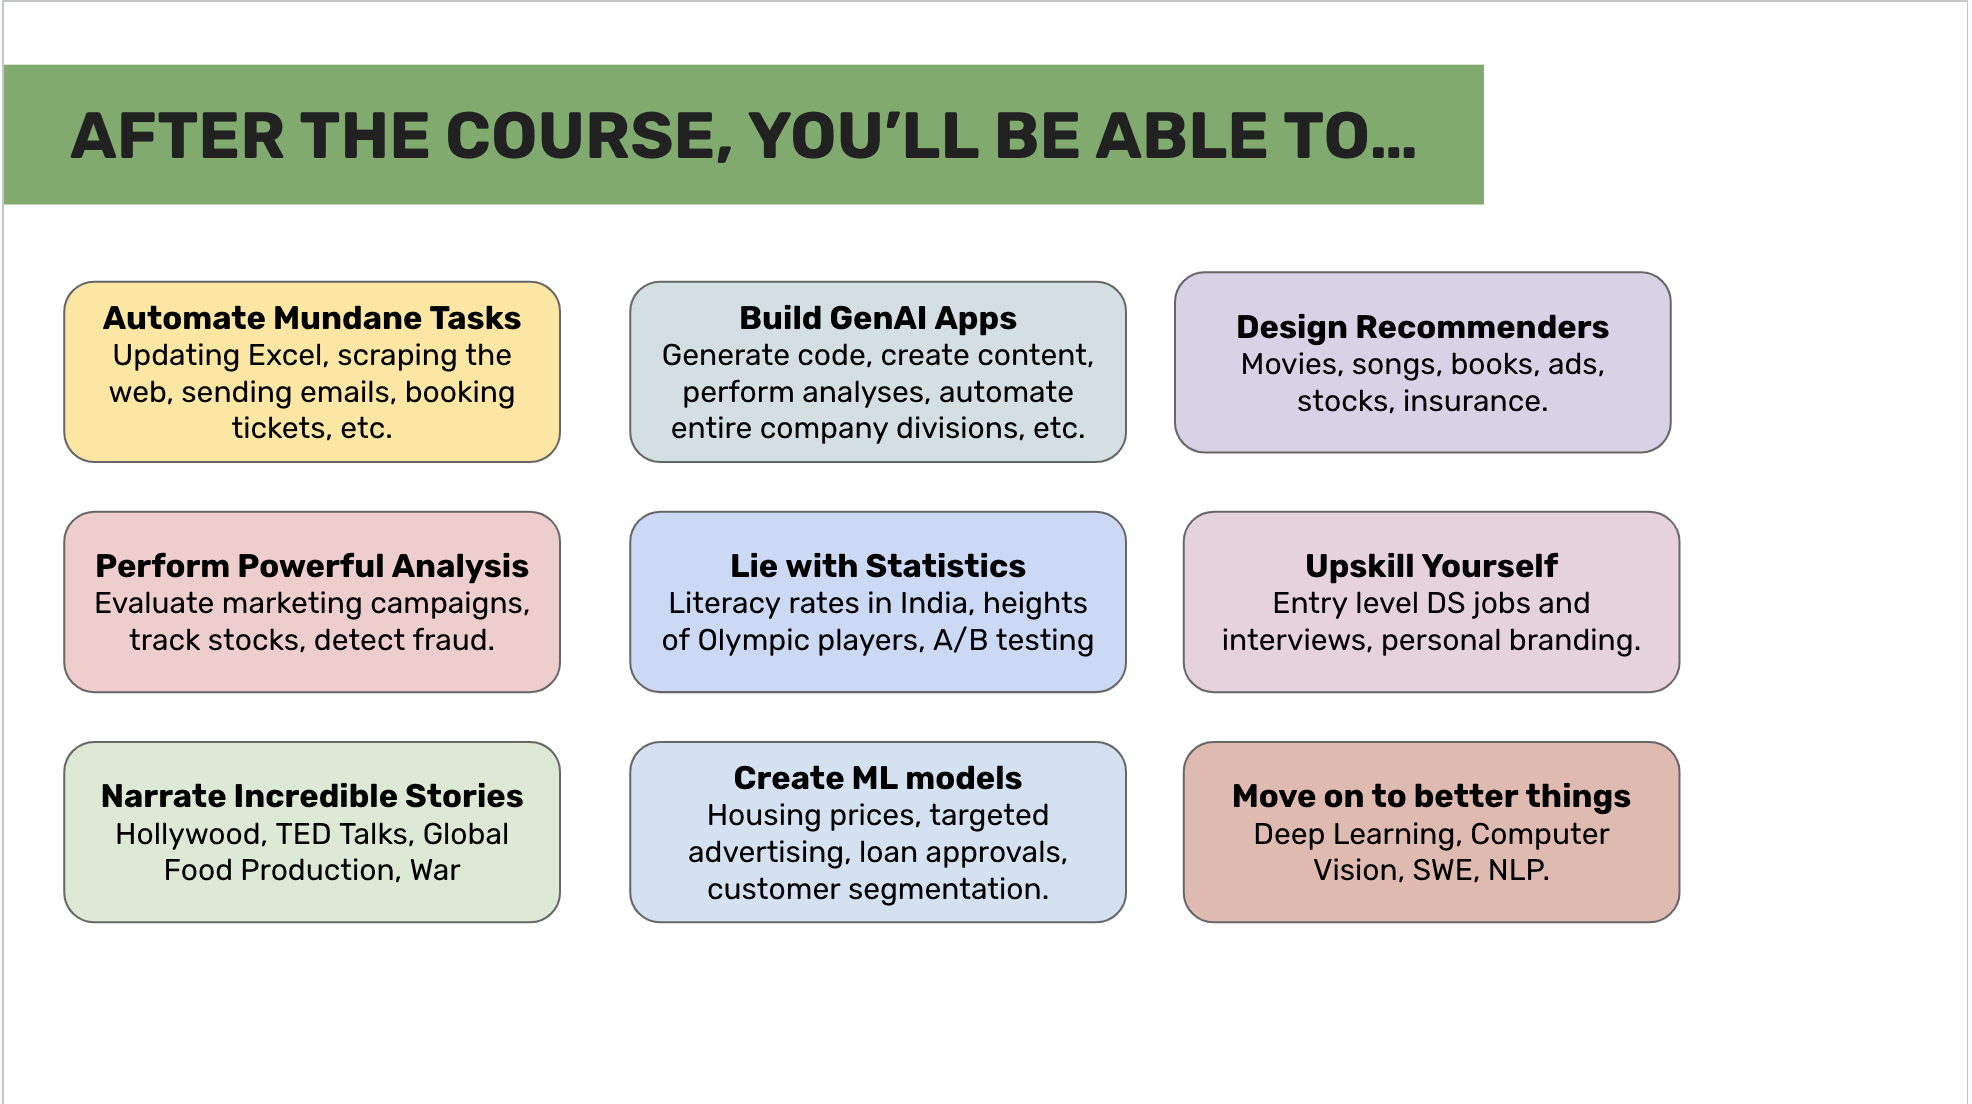 AFTER THE COURSE, YOU’LL BE ABLE TO...
Automate Mundane Tasks
Updating Excel, scraping the
web, sending emails, booking
tickets, etc.
Build GenAI Apps
Generate code, create content,
perform analyses, automate
entire company divisions, etc.
Design Recommenders
Movies, songs, books, ads,
stocks, insurance.
Perform Powerful Analysis
Evaluate marketing campaigns,
track stocks, detect fraud.
Lie with Statistics
Literacy rates in India, heights
of Olympic players, A/B testing
Upskill Yourself
Entry level DS jobs and
interviews, personal branding.
Narrate Incredible Stories
Hollywood, TED Talks, Global
Food Production, War
Create ML models
Housing prices, targeted
advertising, loan approvals,
customer segmentation.
Move on to better things
Deep Learning, Computer
Vision, SWE, NLP.